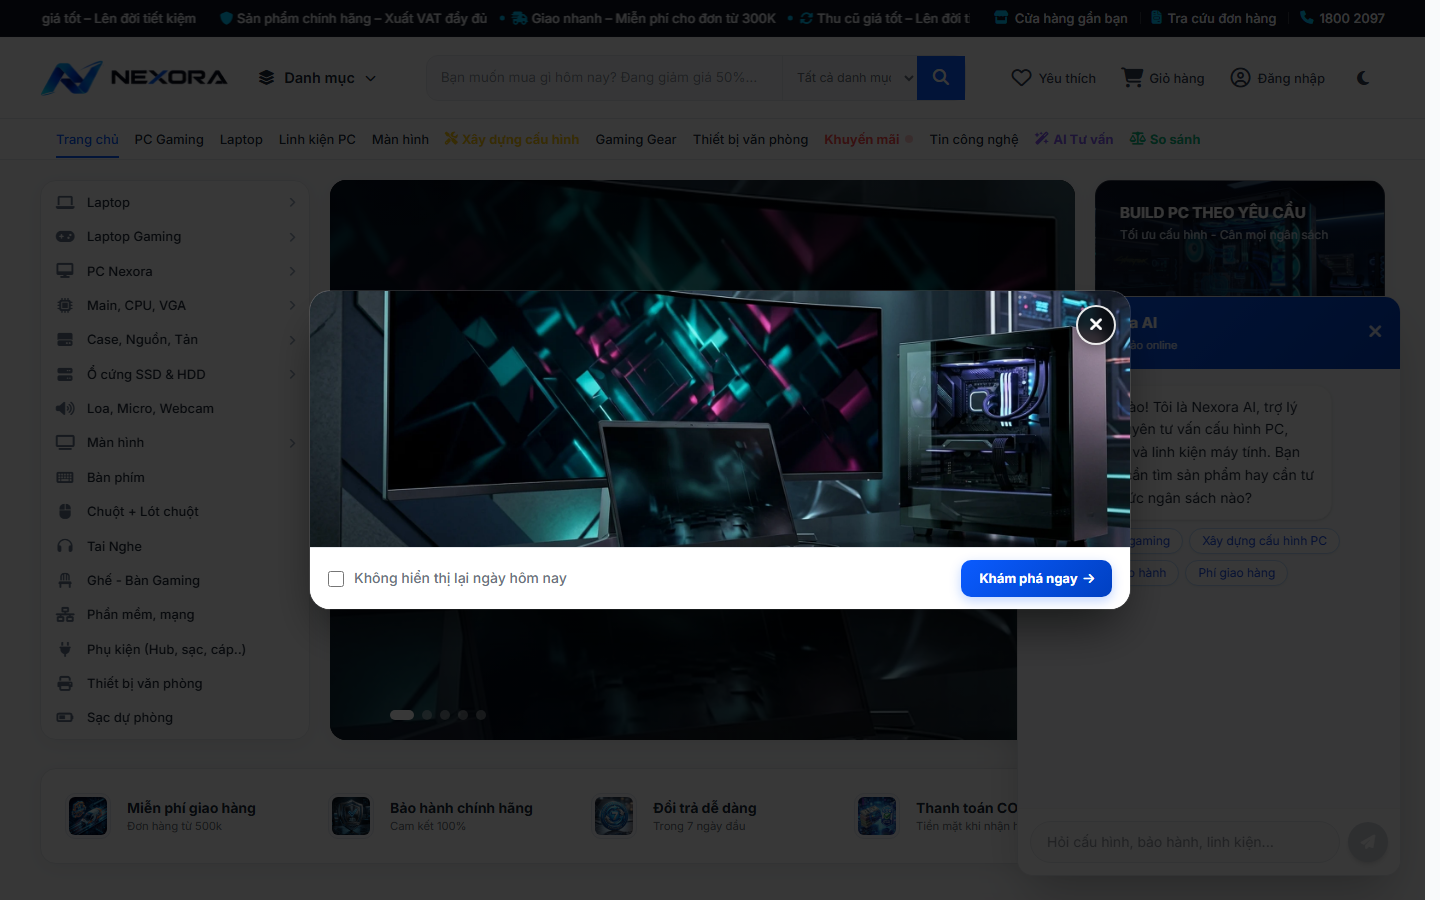 giá tốt – Lên đời tiết kiệm
Sản phẩm chính hãng – Xuất VAT đầy đủ
Giao nhanh – Miễn phí cho đơn từ 300K
Thu cũ giá tốt – Lên đời
Cửa hàng gần bạn
Tra cứu đơn hàng
1800 2097
NEXORA
Danh mục
Bạn muốn mua gì hôm nay? Đang giảm giá 50%...
Tất cả danh mục
Yêu thích
Giỏ hàng
Đăng nhập
Trang chủ
PC Gaming
Laptop
Linh kiện PC
Màn hình
Xây dựng cấu hình
Gaming Gear
Thiết bị văn phòng
Khuyến mãi
Tin công nghệ
AI Tư vấn
So sánh
Laptop
Laptop Gaming
PC Nexora
Main, CPU, VGA
Case, Nguồn, Tản
Ổ cứng SSD & HDD
Loa, Micro, Webcam
Màn hình
Bàn phím
Chuột + Lót chuột
Tai Nghe
Ghế - Bàn Gaming
Phần mềm, mạng
Phụ kiện (Hub, sạc, cáp..)
Thiết bị văn phòng
Sạc dự phòng
BUILD PC THEO YÊU CẦU
Tối ưu cấu hình - Cân mọi ngân sách
a AI
online
ào! Tôi là Nexora AI, trợ lý
yên tư vấn cấu hình PC,
và linh kiện máy tính. Bạn
ần tìm sản phẩm hay cần tư
ức ngân sách nào?
gaming
Xây dựng cấu hình PC
hành
Phí giao hàng
Không hiển thị lại ngày hôm nay
Khám phá ngay
Miễn phí giao hàng
Đơn hàng từ 500k
Bảo hành chính hãng
Cam kết 100%
Đổi trả dễ dàng
Trong 7 ngày đầu
Thanh toán CO
Tiền mặt khi nhận
Hỏi cấu hình, bảo hành, linh kiện...